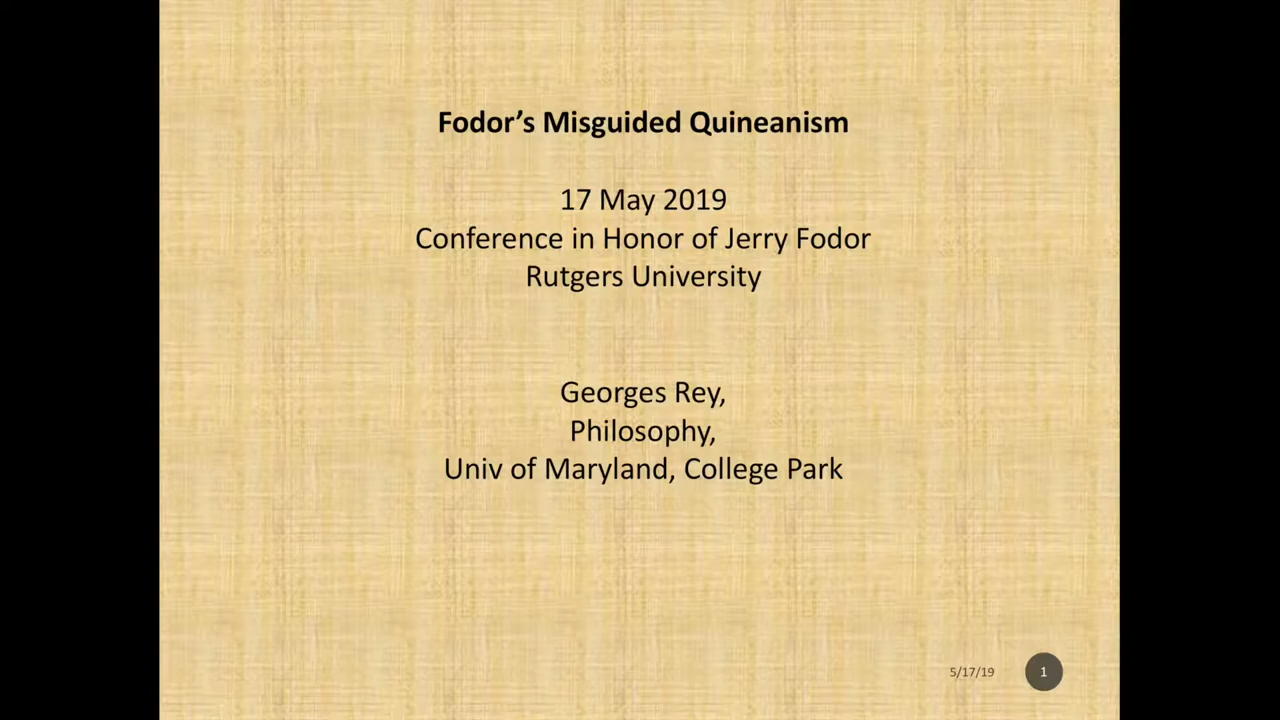 Fodor’s Misguided Quineanism
17 May 2019
Conference in Honor of Jerry Fodor
Rutgers University
Georges Rey,
Philosophy,
Univ of Maryland, College Park
5/17/19
1